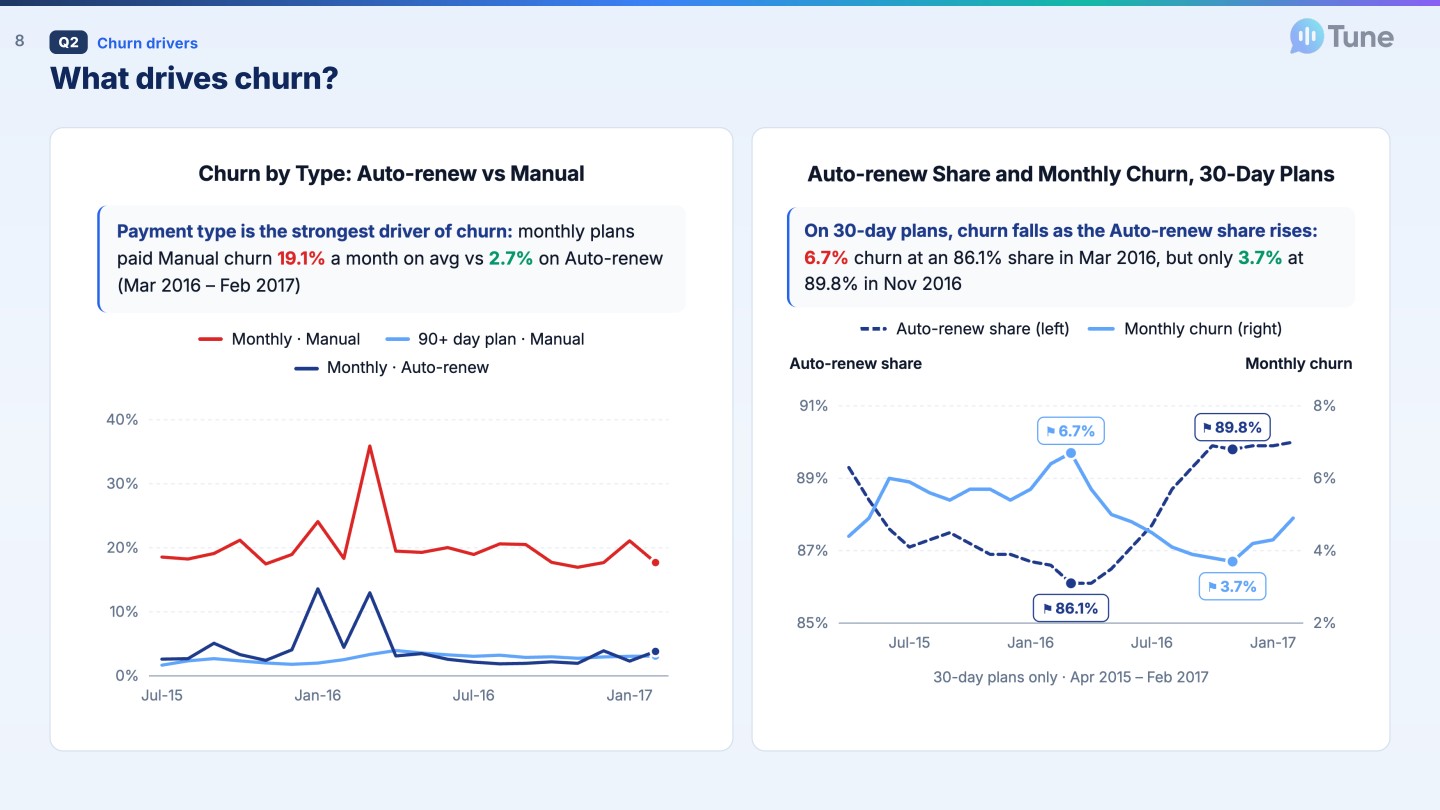 8
Q2 Churn drivers
Tune
What drives churn?
Churn by Type: Auto-renew vs Manual
Payment type is the strongest driver of churn: monthly plans
paid Manual churn 19.1% a month on avg vs 2.7% on Auto-renew
(Mar 2016 – Feb 2017)
Monthly · Manual
90+ day plan · Manual
Monthly · Auto-renew
40%
30%
20%
10%
0%
Jul-15
Jan-16
Jul-16
Jan-17
Auto-renew Share and Monthly Churn, 30-Day Plans
On 30-day plans, churn falls as the Auto-renew share rises:
6.7% churn at an 86.1% share in Mar 2016, but only 3.7% at
89.8% in Nov 2016
Auto-renew share (left)
Monthly churn (right)
Auto-renew share
Monthly churn
91%
89%
87%
85%
8%
6%
4%
2%
6.7%
89.8%
86.1%
3.7%
Jul-15
Jan-16
Jul-16
Jan-17
30-day plans only · Apr 2015 – Feb 2017